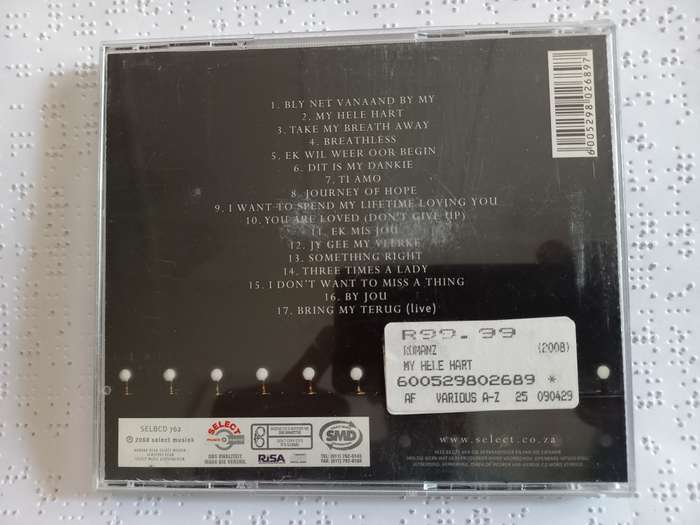 1. BLY NET VANAAND BY MY
2. MY HELE HART
3. TAKE MY BREATH AWAY
4. BREATHLESS
5. EK WIL WEER OOR BEGIN
6. DIT IS MY DANKIE
7. TI AMO
8. JOURNEY OF HOPE
9. I WANT TO SPEND MY LIFETIME LOVING YOU
10. YOU ARE LOVED (DON'T GIVE UP)
11. EK MIS JOU
12. JY GEE MY VLERKE
13. SOMETHING RIGHT
14. THREE TIMES A LADY
15. I DON'T WANT TO MISS A THING
16. BY JOU
17. BRING MY TERUG (live)
6005298026897
R99.99
ROMANZ (2008)
MY HELE HART
600529802689 *
AF VARIOUS A-Z 25 090429
SELBCD 762
℗ 2008 select musiek
SELECT
RiSA
SMD
www.select.co.za